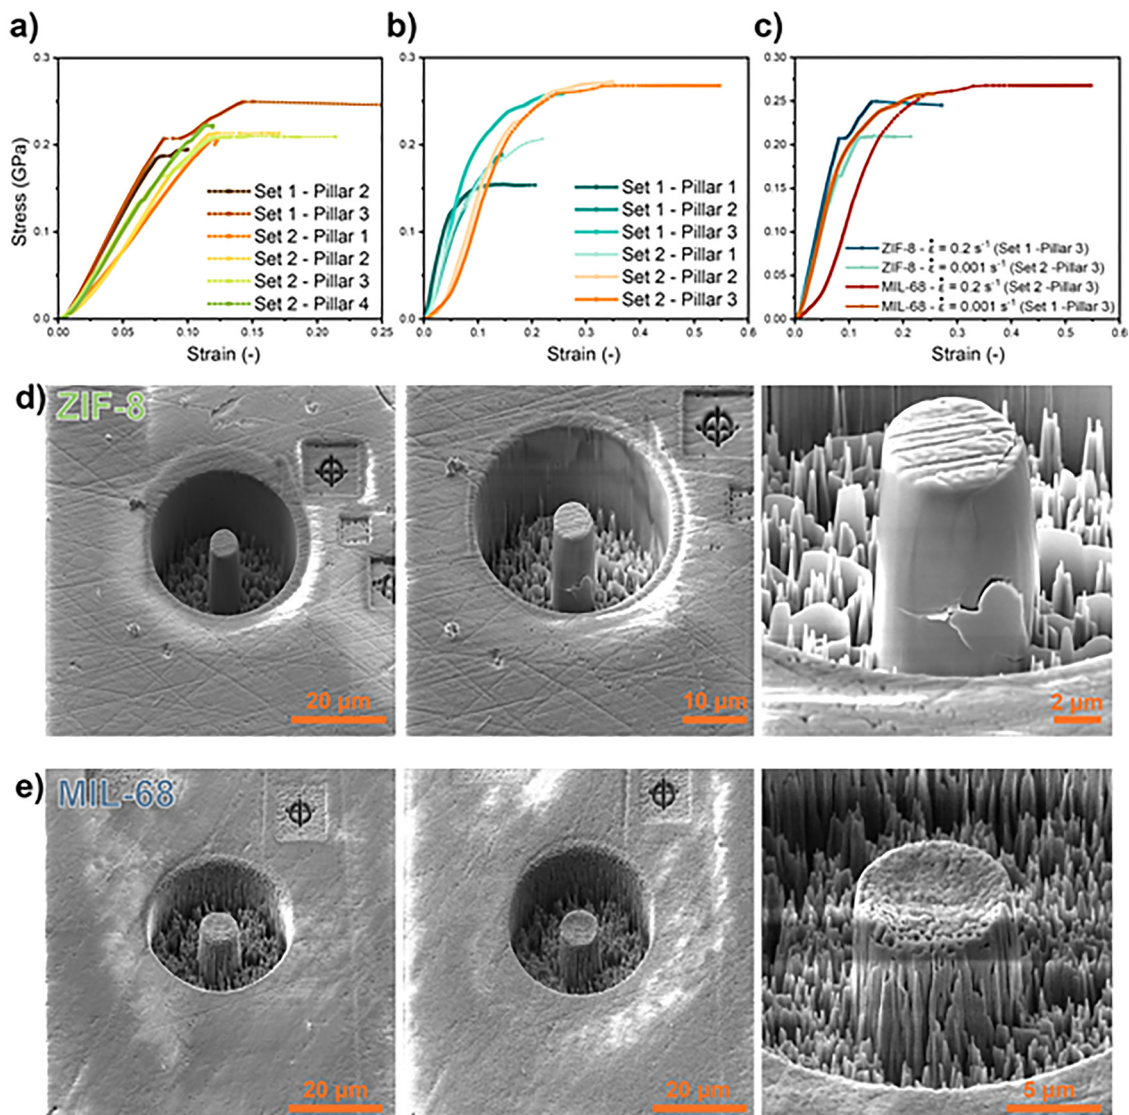 a)
b)
c)
0.3
0.2
0.1
0.0
Stress (GPa)
0.00
0.05
0.10
0.15
0.20
0.25
Strain (-)
Set 1 - Pillar 2
Set 1 - Pillar 3
Set 2 - Pillar 1
Set 2 - Pillar 2
Set 2 - Pillar 3
Set 2 - Pillar 4
0.3
0.2
0.1
0.0
0.0
0.1
0.2
0.3
0.4
0.5
0.6
Strain (-)
Set 1 - Pillar 1
Set 1 - Pillar 2
Set 1 - Pillar 3
Set 2 - Pillar 1
Set 2 - Pillar 2
Set 2 - Pillar 3
0.30
0.25
0.20
0.15
0.10
0.05
0.00
0.0
0.1
0.2
0.3
0.4
0.5
0.6
Strain (-)
ZIF-8 - ε̇ = 0.2 s⁻¹ (Set 1 -Pillar 3)
ZIF-8 - ε̇ = 0.001 s⁻¹ (Set 2 -Pillar 3)
MIL-68 - ε̇ = 0.2 s⁻¹ (Set 2 -Pillar 3)
MIL-68 - ε̇ = 0.001 s⁻¹ (Set 1 -Pillar 3)
d)
ZIF-8
20 µm
10 µm
2 µm
e)
MIL-68
20 µm
20 µm
5 µm